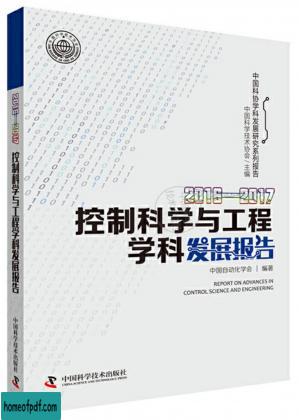 中国科协学科发展研究系列报告
中国科学技术协会/主编
2016—2017
控制科学与工程
学科发展报告
中国自动化学会 | 编著
REPORT ON ADVANCES IN
CONTROL SCIENCE AND ENGINEERING
中国科学技术出版社
2016—2017
控制科学与工程学科发展报告
中国科学技术出版社
homeofpdf.com
homeofpdf.com